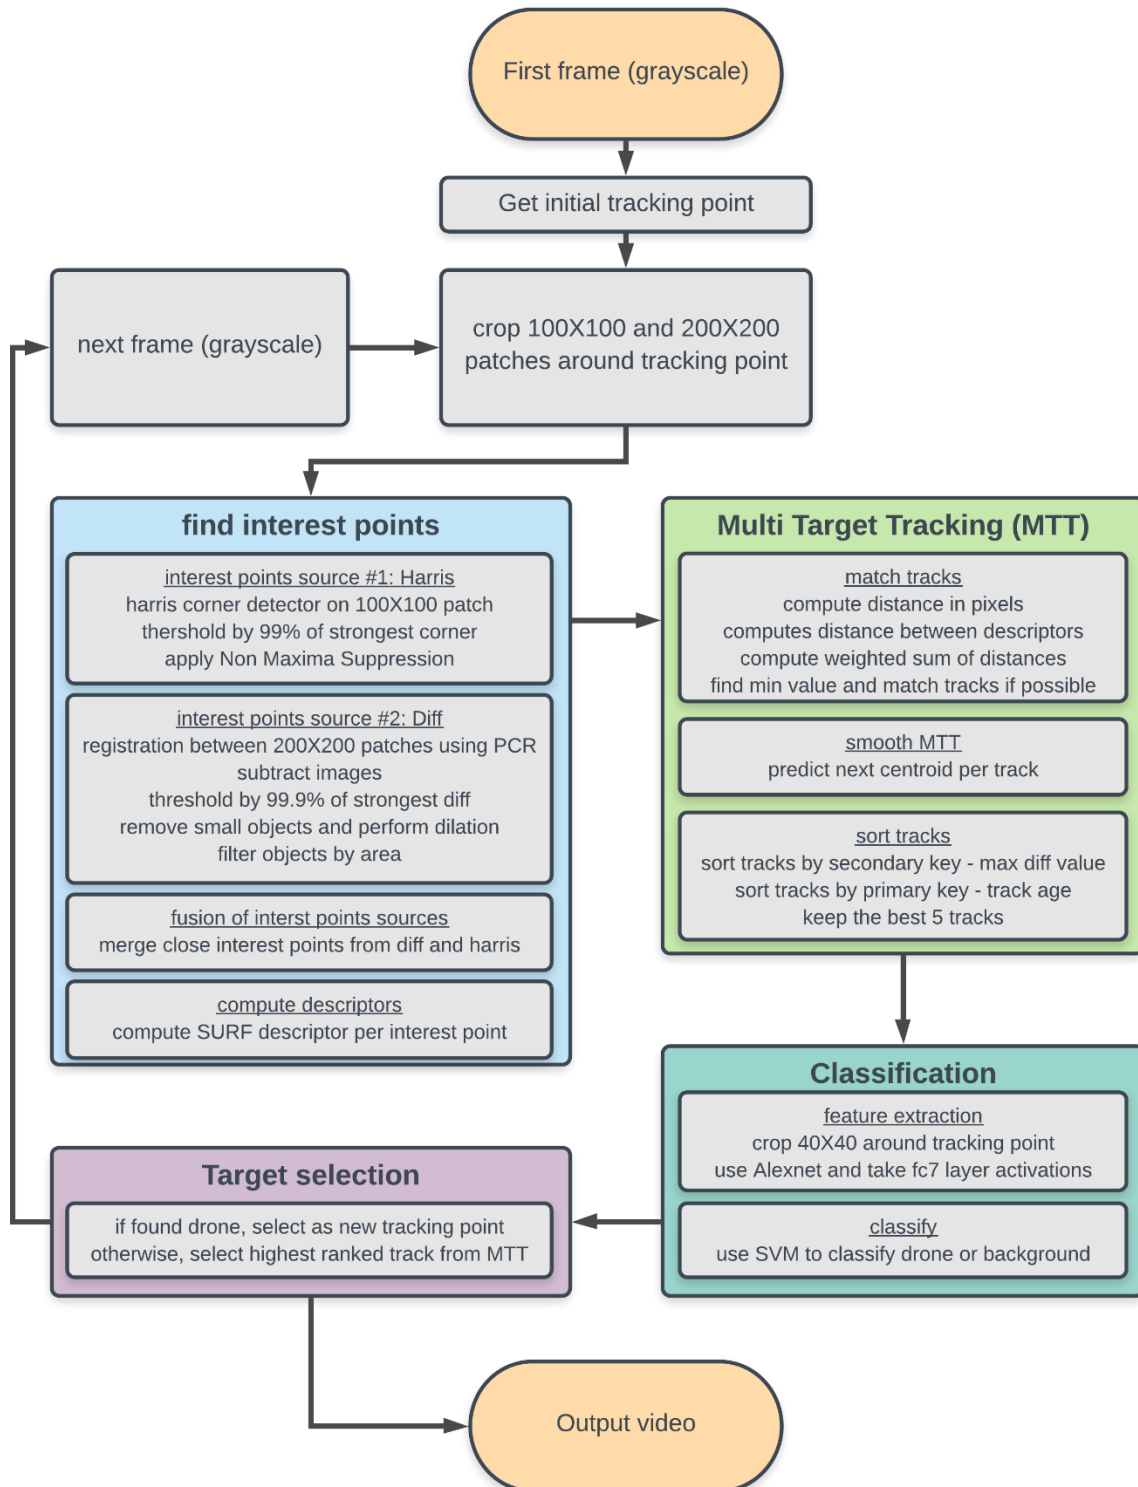 First frame (grayscale)
Get initial tracking point
next frame (grayscale)
crop 100X100 and 200X200
patches around tracking point
find interest points
interest points source #1: Harris
harris corner detector on 100X100 patch
thershold by 99% of strongest corner
apply Non Maxima Suppression
interest points source #2: Diff
registration between 200X200 patches using PCR
subtract images
threshold by 99.9% of strongest diff
remove small objects and perform dilation
filter objects by area
fusion of interst points sources
merge close interest points from diff and harris
compute descriptors
compute SURF descriptor per interest point
Multi Target Tracking (MTT)
match tracks
compute distance in pixels
computes distance between descriptors
compute weighted sum of distances
find min value and match tracks if possible
smooth MTT
predict next centroid per track
sort tracks
sort tracks by secondary key - max diff value
sort tracks by primary key - track age
keep the best 5 tracks
Classification
feature extraction
crop 40X40 around tracking point
use Alexnet and take fc7 layer activations
classify
use SVM to classify drone or background
Target selection
if found drone, select as new tracking point
otherwise, select highest ranked track from MTT
Output video